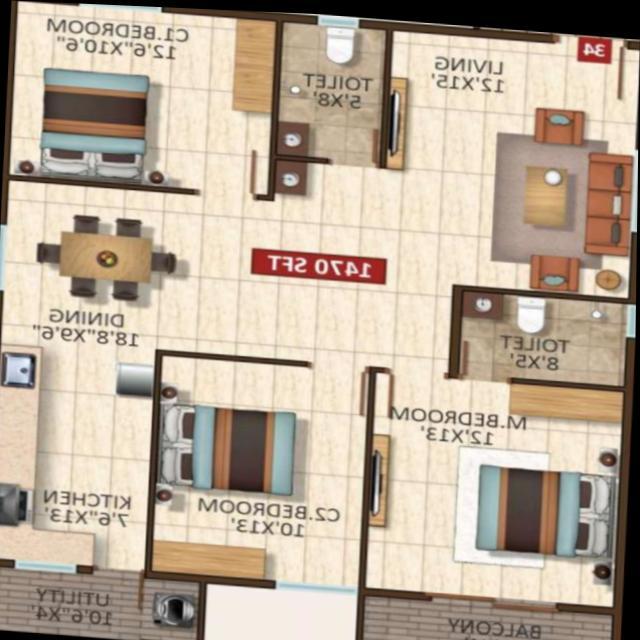 C1.BEDROOM
12'6"X10'6"
TOILET
5'X8'
LIVING
12'X15'
34
1470 SFT
DINING
18'8"X9'6"
TOILET
8'X5'
M.BEDROOM
12'X13'
KITCHEN
7'6"X13'
C2.BEDROOM
10'X13'
UTILITY
10'6"X4'
BALCONY